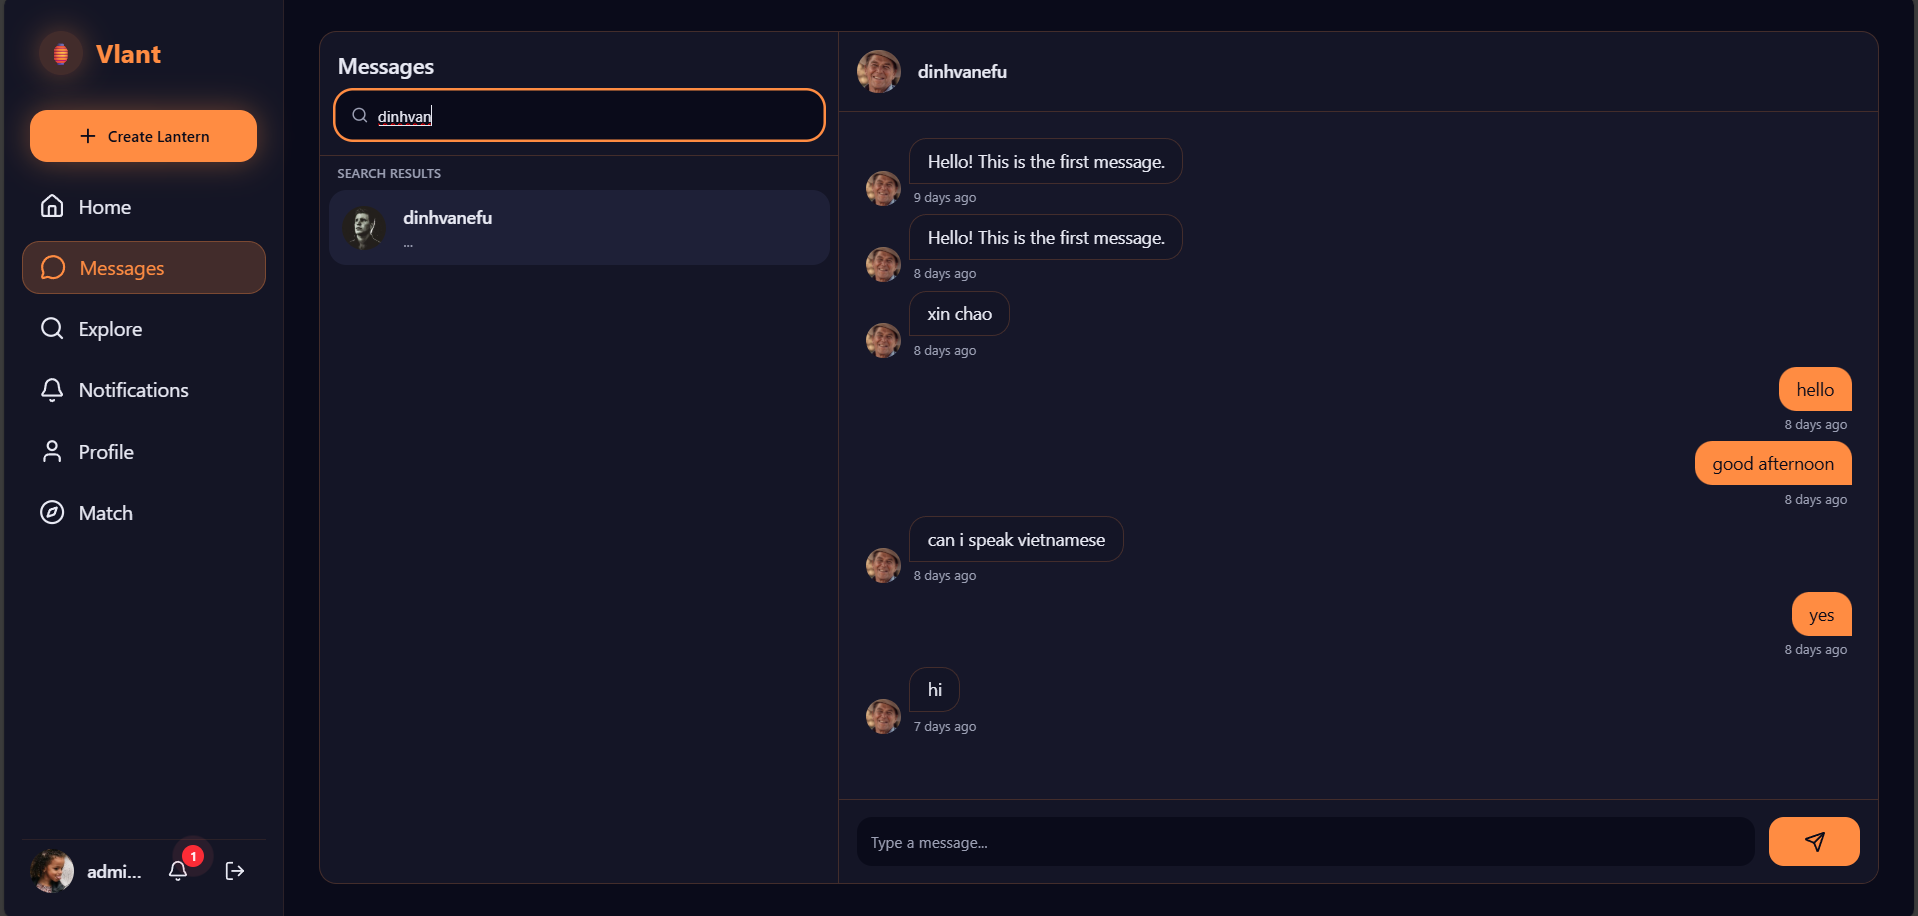 Vlant
Create Lantern
Home
Messages
Explore
Notifications
Profile
Match
admi...
1
Messages
dinhvan
SEARCH RESULTS
dinhvanefu
...
dinhvanefu
Hello! This is the first message.
9 days ago
Hello! This is the first message.
8 days ago
xin chao
8 days ago
hello
8 days ago
good afternoon
8 days ago
can i speak vietnamese
8 days ago
yes
8 days ago
hi
7 days ago
Type a message...